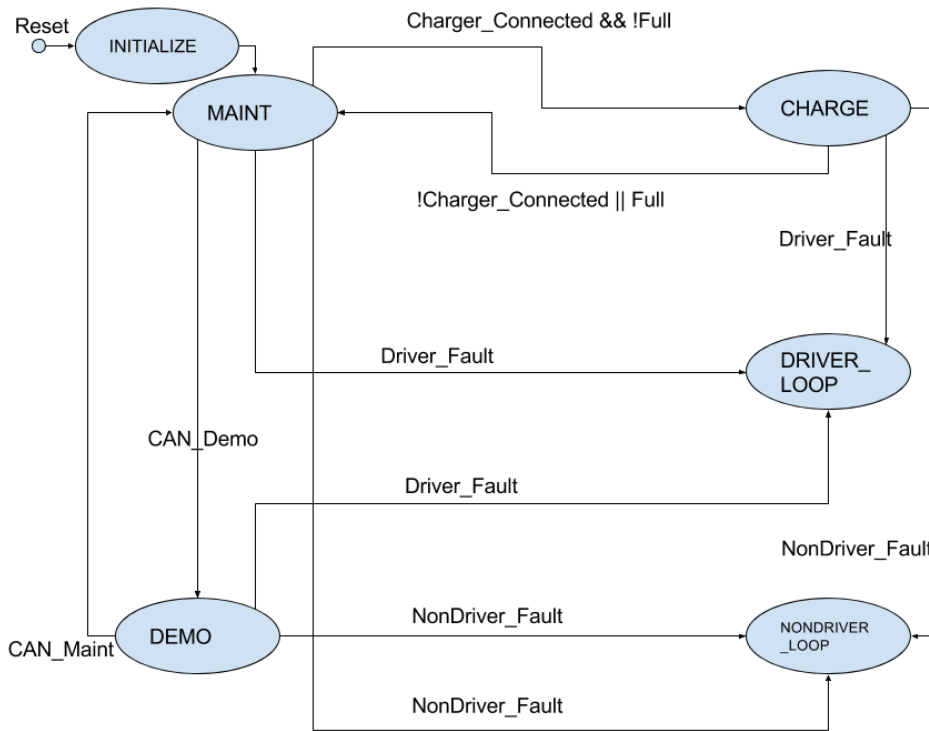 Charger_Connected && !Full
Reset
INITIALIZE
MAINT
CHARGE
!Charger_Connected || Full
Driver_Fault
Driver_Fault
DRIVER_
LOOP
CAN_Demo
Driver_Fault
NonDriver_Fault
NonDriver_Fault
DEMO
NONDRIVER
_LOOP
CAN_Maint
NonDriver_Fault